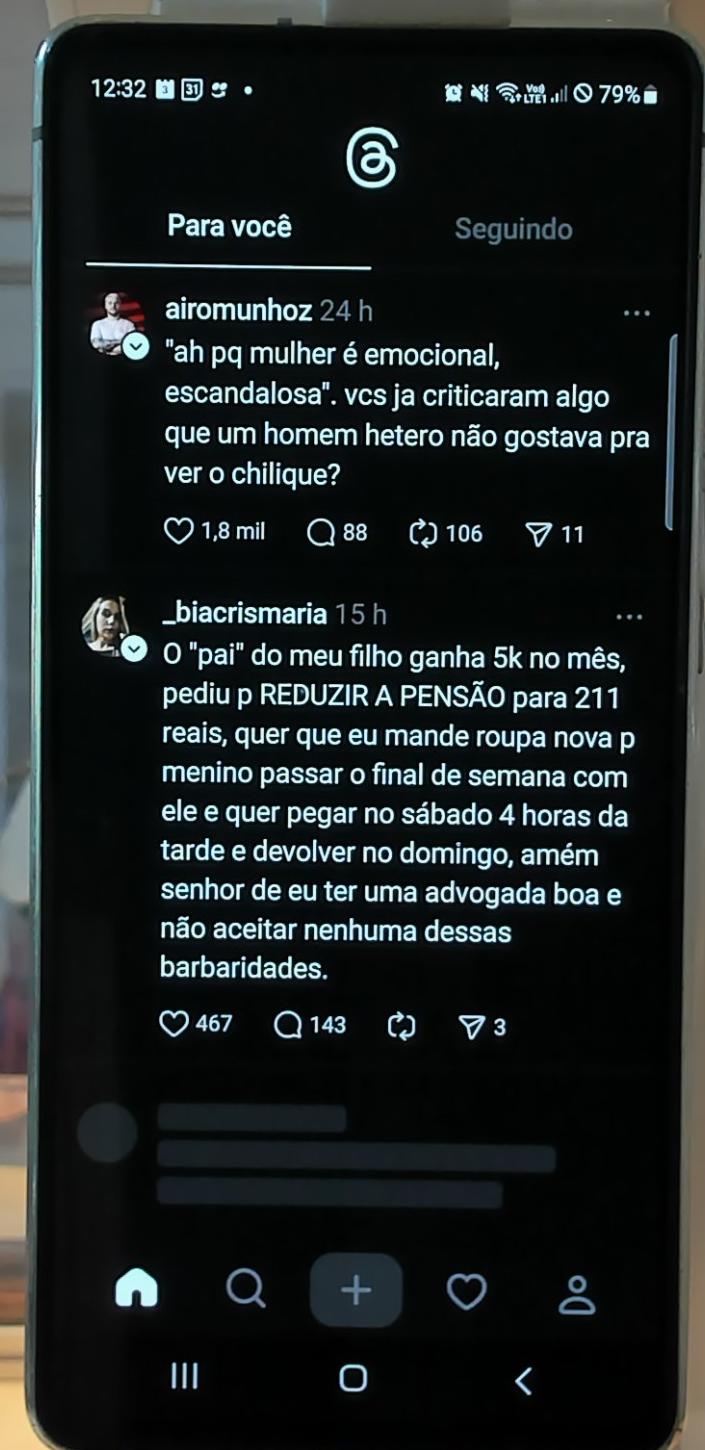 12:32 3 31 79%
Para você Seguindo
airomunhoz 24 h
"ah pq mulher é emocional,
escandalosa". vcs ja criticaram algo
que um homem hetero não gostava pra
ver o chilique?
1,8 mil 88 106 11
_biacrismaria 15 h
O "pai" do meu filho ganha 5k no mês,
pediu p REDUZIR A PENSÃO para 211
reais, quer que eu mande roupa nova p
menino passar o final de semana com
ele e quer pegar no sábado 4 horas da
tarde e devolver no domingo, amém
senhor de eu ter uma advogada boa e
não aceitar nenhuma dessas
barbaridades.
467 143 3